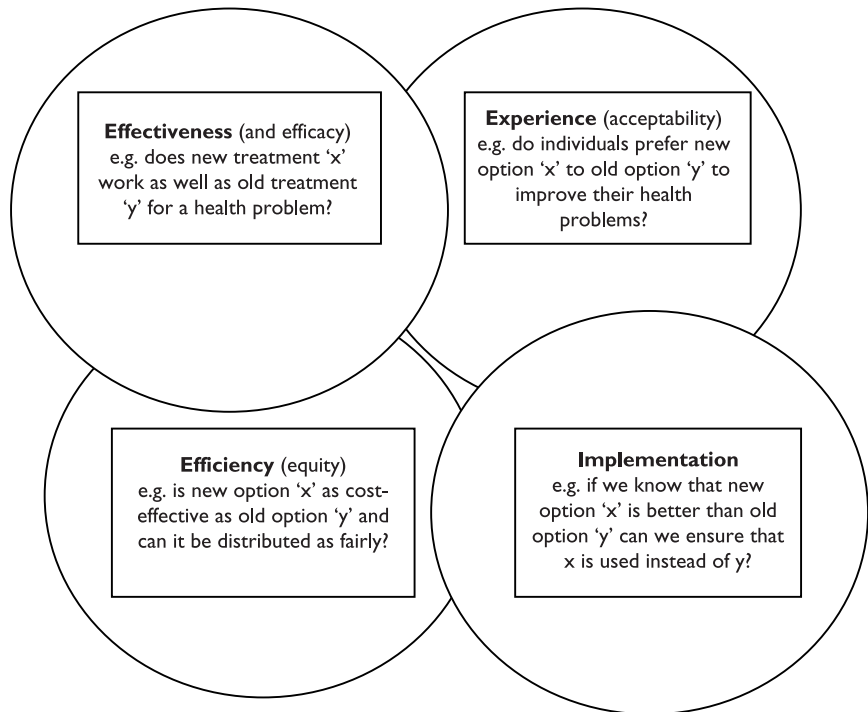 Effectiveness (and efficacy)
e.g. does new treatment ‘x’
work as well as old treatment
‘y’ for a health problem?
Experience (acceptability)
e.g. do individuals prefer new
option ‘x’ to old option ‘y’ to
improve their health
problems?
Efficiency (equity)
e.g. is new option ‘x’ as cost-
effective as old option ‘y’ and
can it be distributed as fairly?
Implementation
e.g. if we know that new
option ‘x’ is better than old
option ‘y’ can we ensure that
x is used instead of y?